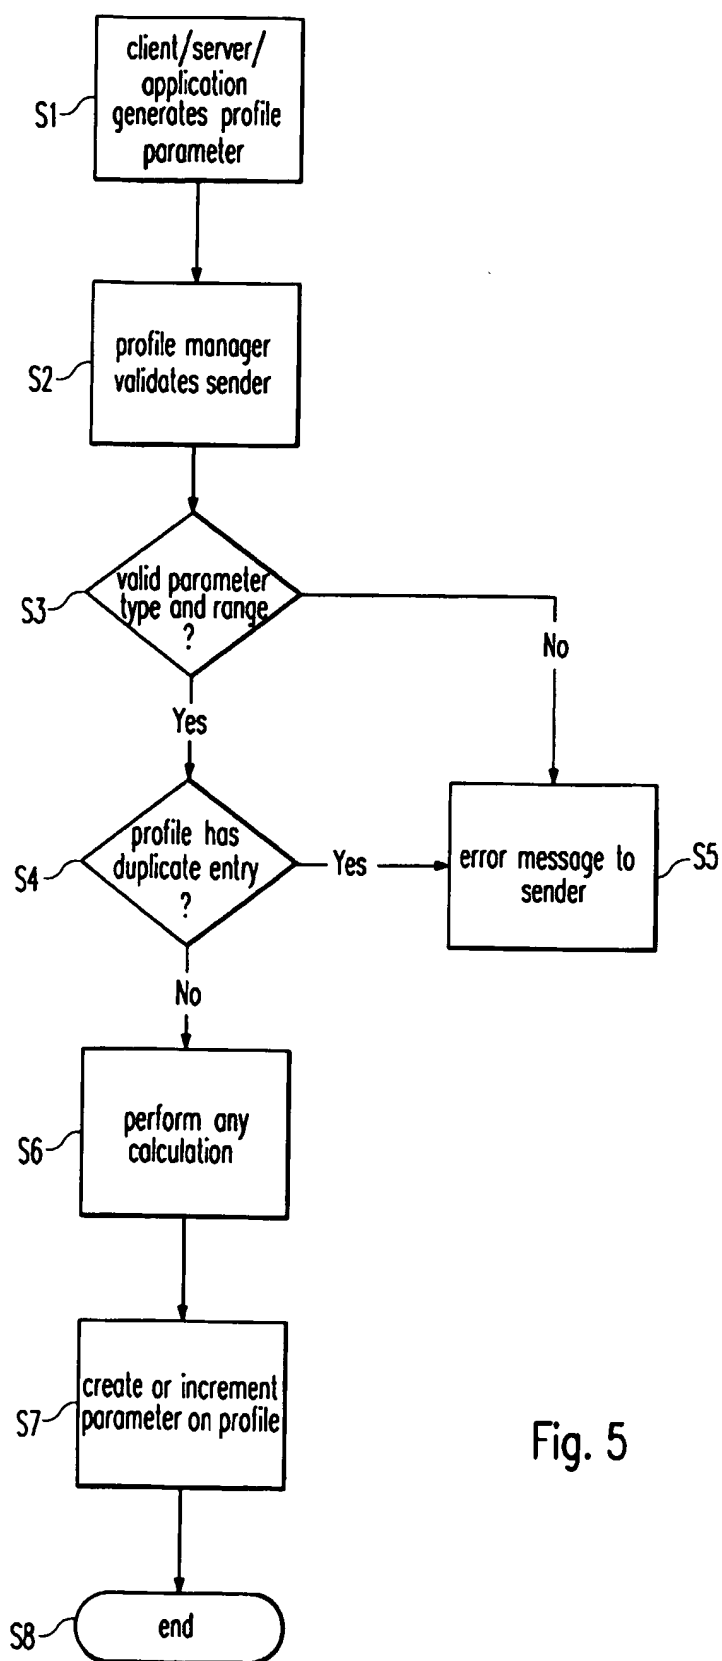 client/server/
application
generates profile
parameter
S1
profile manager
validates sender
S2
valid parameter
type and range
?
S3
No
Yes
profile has
duplicate entry
?
S4
Yes
error message to
sender
S5
No
perform any
calculation
S6
create or increment
parameter on profile
S7
Fig. 5
end
S8